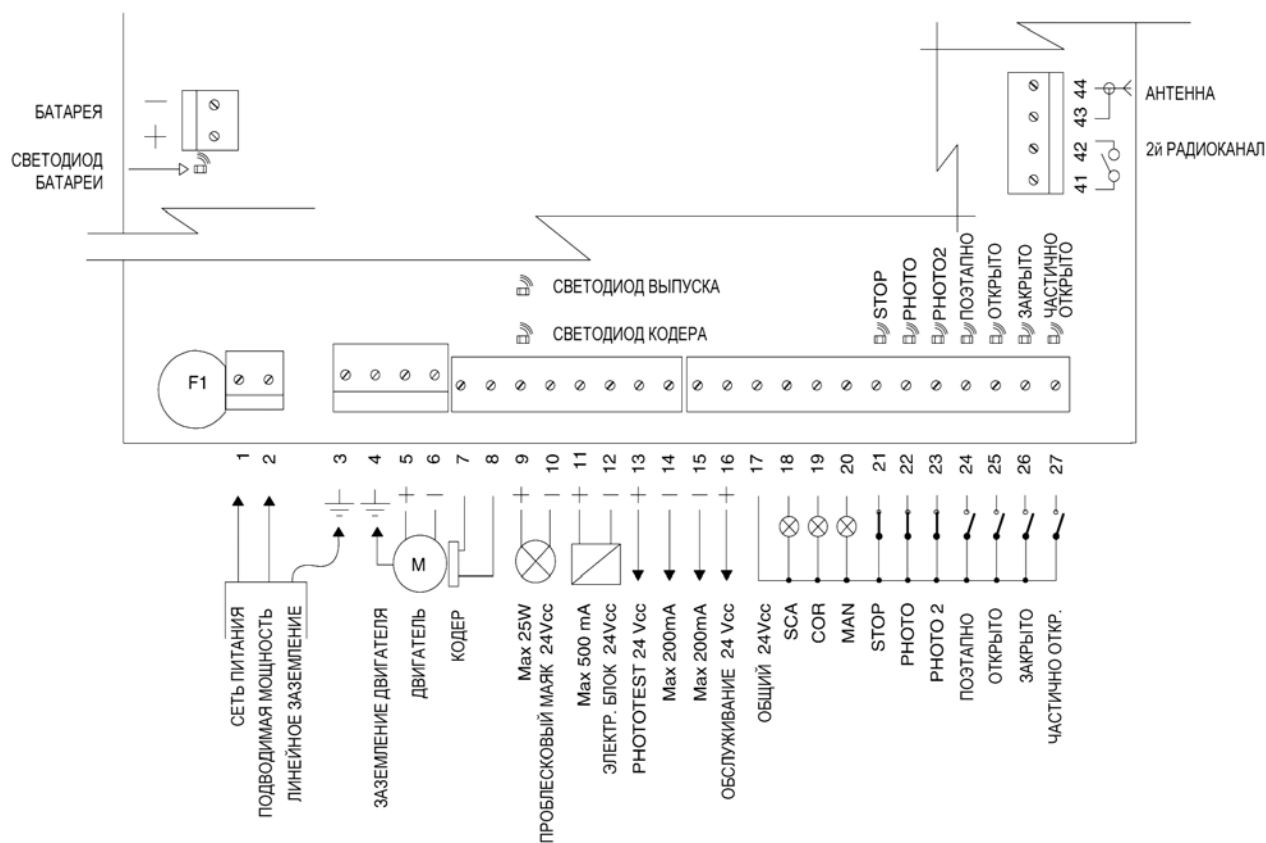 БАТАРЕЯ
СВЕТОДИОД
БАТАРЕИ
44
43
42
41
АНТЕННА
2й РАДИОКАНАЛ
СВЕТОДИОД ВЫПУСКА
СВЕТОДИОД КОДЕРА
STOP
PHOTO
PHOTO2
ПОЭТАПНО
ОТКРЫТО
ЗАКРЫТО
ЧАСТИЧНО
ОТКРЫТО
F1
1
2
3
4
5
6
7
8
9
10
11
12
13
14
15
16
17
18
19
20
21
22
23
24
25
26
27
M
СЕТЬ ПИТАНИЯ
ПОДВОДИМАЯ МОЩНОСТЬ
ЛИНЕЙНОЕ ЗАЗЕМЛЕНИЕ
ЗАЗЕМЛЕНИЕ ДВИГАТЕЛЯ
ДВИГАТЕЛЬ
КОДЕР
Max 25W
ПРОБЛЕСКОВЫЙ МАЯК 24Vcc
Max 500 mA
ЭЛЕКТР. БЛОК 24Vcc
PHOTOTEST 24 Vcc
Max 200mA
Max 200mA
ОБСЛУЖИВАНИЕ 24 Vcc
ОБЩИЙ 24Vcc
SCA
COR
MAN
STOP
PHOTO
PHOTO 2
ПОЭТАПНО
ОТКРЫТО
ЗАКРЫТО
ЧАСТИЧНО ОТКР.